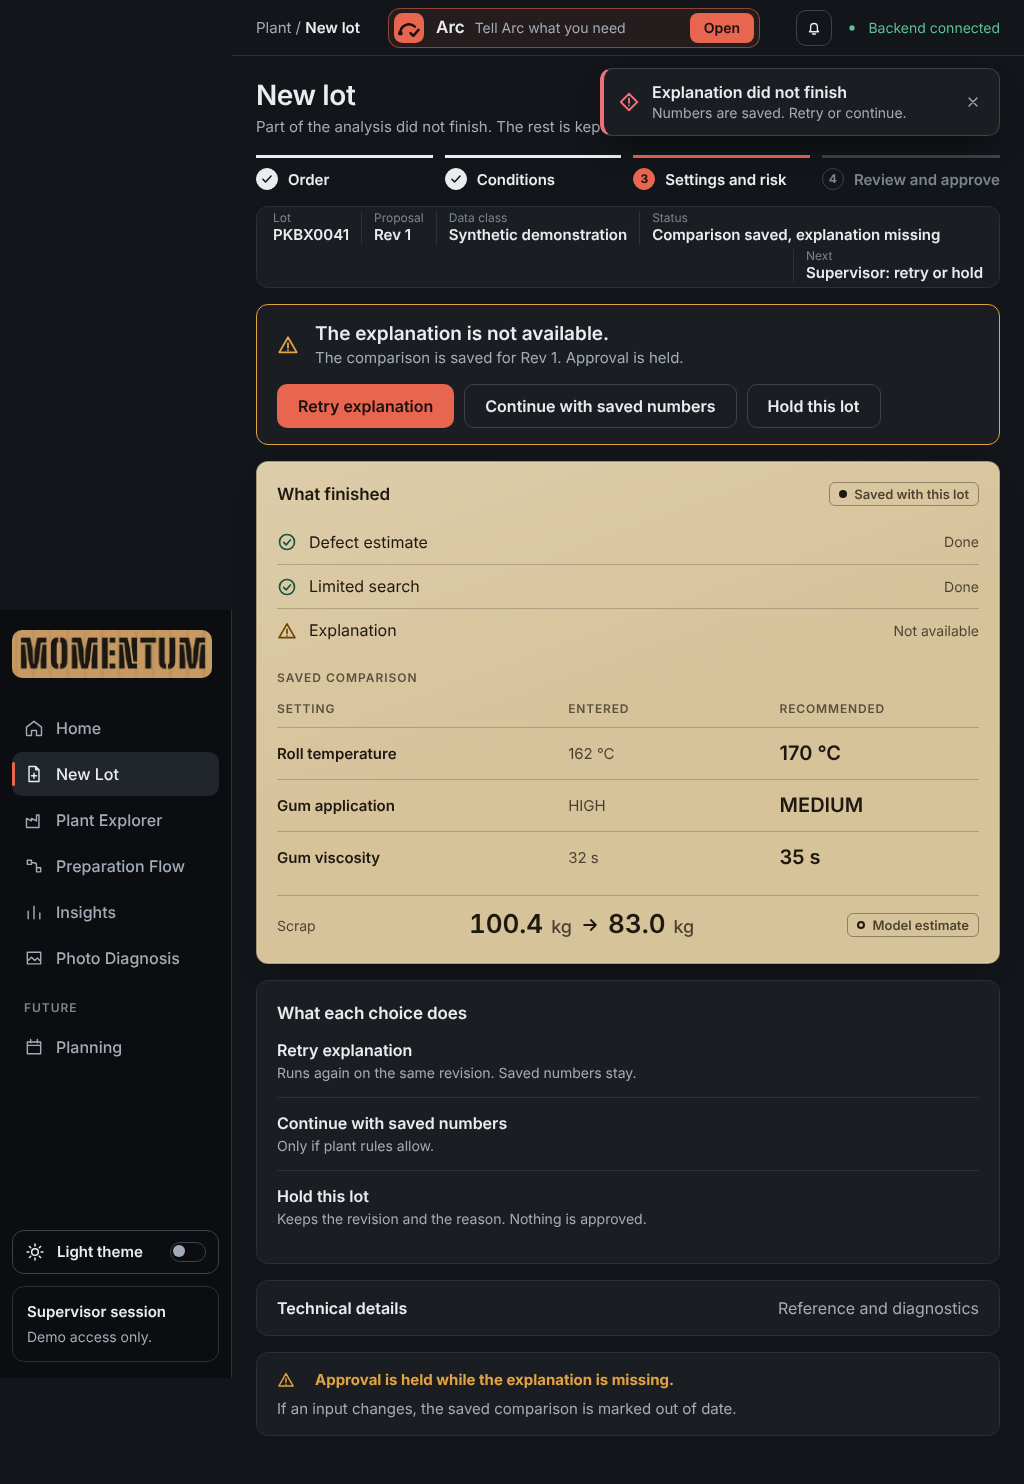 Plant / New lot
Arc Tell Arc what you need Open
Backend connected
New lot
Part of the analysis did not finish. The rest is kep
Explanation did not finish
Numbers are saved. Retry or continue.
Order
Conditions
3 Settings and risk
4 Review and approve
Lot
PKBX0041
Proposal
Rev 1
Data class
Synthetic demonstration
Status
Comparison saved, explanation missing
Next
Supervisor: retry or hold
The explanation is not available.
The comparison is saved for Rev 1. Approval is held.
Retry explanation
Continue with saved numbers
Hold this lot
What finished
Saved with this lot
Defect estimate Done
Limited search Done
Explanation Not available
SAVED COMPARISON
SETTING ENTERED RECOMMENDED
Roll temperature 162 °C 170 °C
Gum application HIGH MEDIUM
Gum viscosity 32 s 35 s
Scrap 100.4 kg → 83.0 kg Model estimate
What each choice does
Retry explanation
Runs again on the same revision. Saved numbers stay.
Continue with saved numbers
Only if plant rules allow.
Hold this lot
Keeps the revision and the reason. Nothing is approved.
Technical details Reference and diagnostics
Approval is held while the explanation is missing.
If an input changes, the saved comparison is marked out of date.
MOMENTUM
Home
New Lot
Plant Explorer
Preparation Flow
Insights
Photo Diagnosis
FUTURE
Planning
Light theme
Supervisor session
Demo access only.